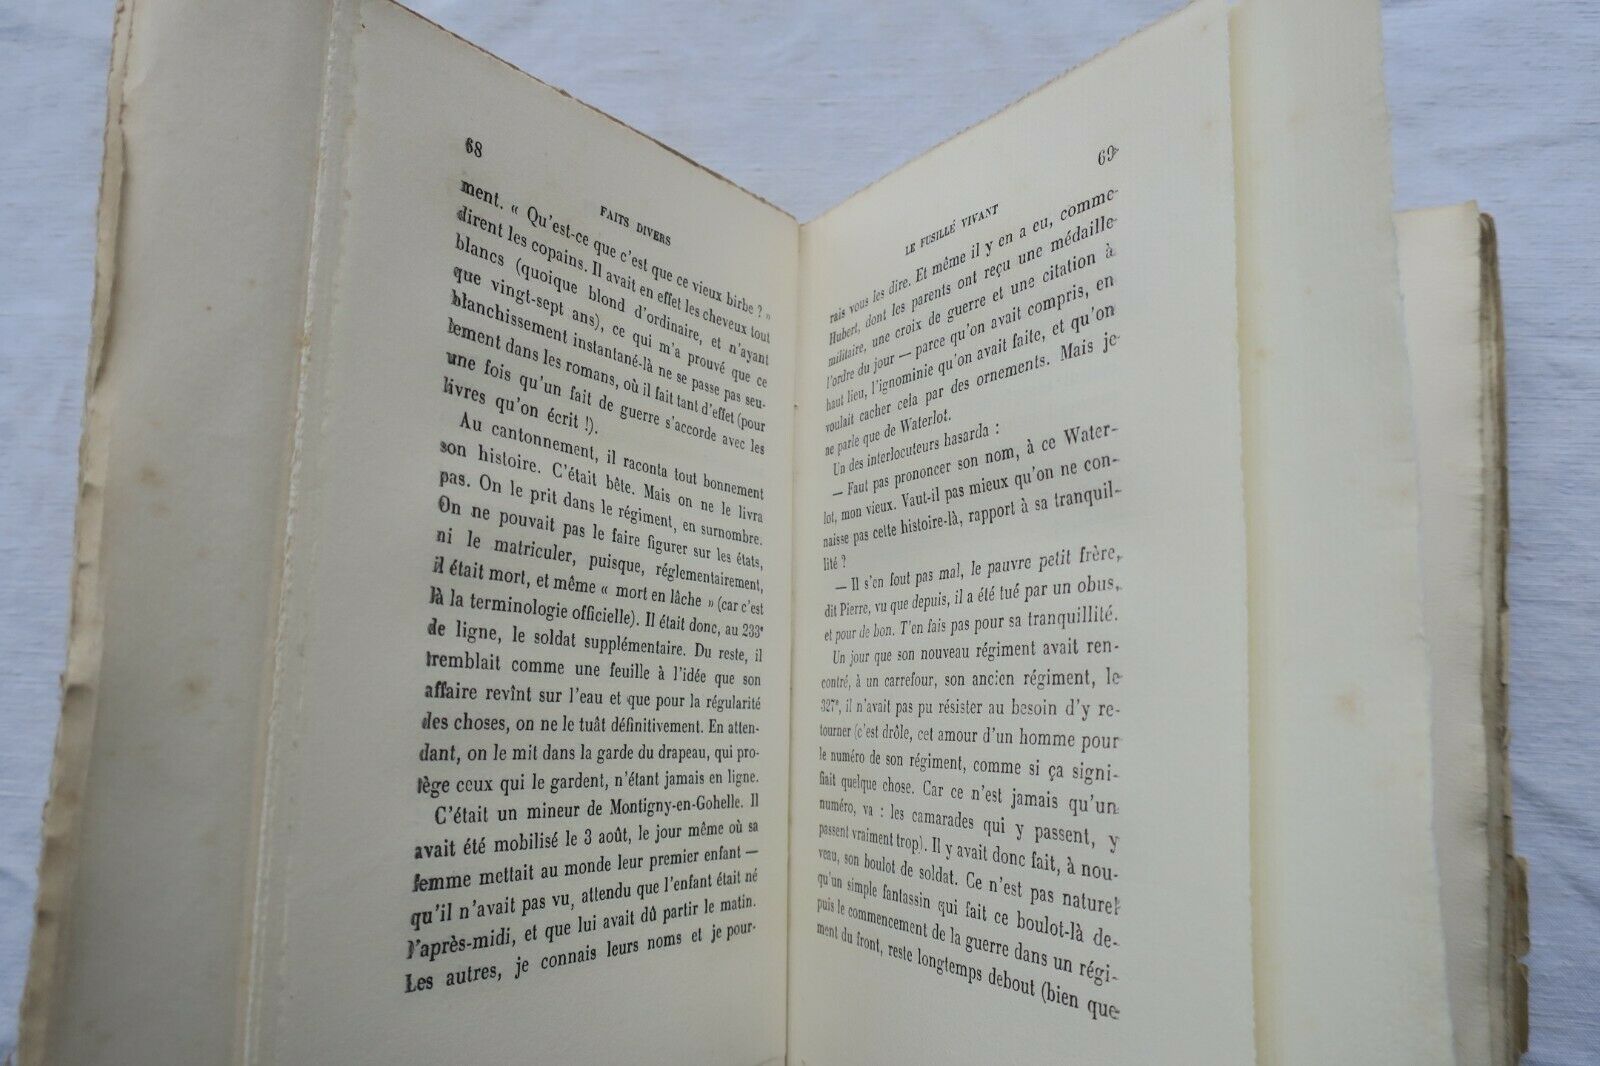 68
FAITS DIVERS
ment. « Qu'est-ce que c'est que ce vieux birbe ? »
dirent les copains. Il avait en effet les cheveux tout
blancs (quoique blond d'ordinaire, et n'ayant
que vingt-sept ans), ce qui m'a prouvé que ce
blanchissement instantané-là ne se passe pas seu-
lement dans les romans, où il fait tant d'effet (pour
une fois qu'un fait de guerre s'accorde avec les
livres qu'on écrit !).
Au cantonnement, il raconta tout bonnement
son histoire. C'était bête. Mais on ne le livra
pas. On le prit dans le régiment, en surnombre.
On ne pouvait pas le faire figurer sur les états,
ni le matriculer, puisque, réglementairement,
il était mort, et même « mort en lâche » (car c'est
là la terminologie officielle). Il était donc, au 233e
de ligne, le soldat supplémentaire. Du reste, il
tremblait comme une feuille à l'idée que son
affaire revînt sur l'eau et que pour la régularité
des choses, on ne le tuât définitivement. En atten-
dant, on le mit dans la garde du drapeau, qui pro-
tège ceux qui le gardent, n'étant jamais en ligne.
C'était un mineur de Montigny-en-Gohelle. Il
avait été mobilisé le 3 août, le jour même où sa
femme mettait au monde leur premier enfant —
qu'il n'avait pas vu, attendu que l'enfant était né
l'après-midi, et que lui avait dû partir le matin.
Les autres, je connais leurs noms et je pour-
69
LE FUSILLÉ VIVANT
rais vous les dire. Et même il y en a eu, comme
Hubert, dont les parents ont reçu une médaille
militaire, une croix de guerre et une citation à
l'ordre du jour — parce qu'on avait compris, en
haut lieu, l'ignominie qu'on avait faite, et qu'on
voulait cacher cela par des ornements. Mais je
ne parle que de Waterlot.
Un des interlocuteurs hasarda :
— Faut pas prononcer son nom, à ce Water-
lot, mon vieux. Vaut-il pas mieux qu'on ne con-
naisse pas cette histoire-là, rapport à sa tranquil-
lité ?
— Il s'en fout pas mal, le pauvre petit frère,
dit Pierre, vu que depuis, il a été tué par un obus,
et pour de bon. T'en fais pas pour sa tranquillité.
Un jour que son nouveau régiment avait ren-
contré, à un carrefour, son ancien régiment, le
327e, il n'avait pas pu résister au besoin d'y re-
tourner (c'est drôle, cet amour d'un homme pour
le numéro de son régiment, comme si ça signi-
fiait quelque chose. Car ce n'est jamais qu'un
numéro, va : les camarades qui y passent, y
passent vraiment trop). Il y avait donc fait, à nou-
veau, son boulot de soldat. Ce n'est pas naturel
qu'un simple fantassin qui fait ce boulot-là de-
puis le commencement de la guerre dans un régi-
ment du front, reste longtemps debout (bien que